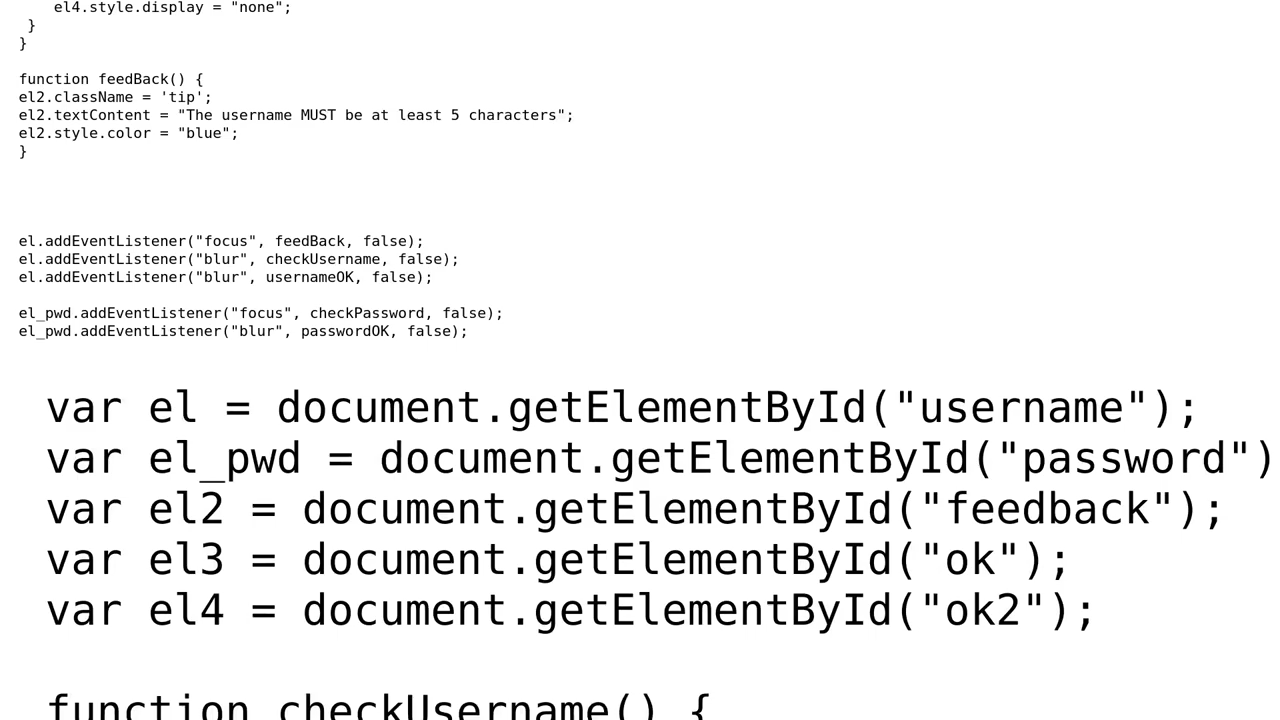 el4.style.display = "none";
}
}
function feedBack() {
el2.className = 'tip';
el2.textContent = "The username MUST be at least 5 characters";
el2.style.color = "blue";
}
el.addEventListener("focus", feedBack, false);
el.addEventListener("blur", checkUsername, false);
el.addEventListener("blur", usernameOK, false);
el_pwd.addEventListener("focus", checkPassword, false);
el_pwd.addEventListener("blur", passwordOK, false);
var el = document.getElementById("username");
var el_pwd = document.getElementById("password")
var el2 = document.getElementById("feedback");
var el3 = document.getElementById("ok");
var el4 = document.getElementById("ok2");
function checkUsername() {